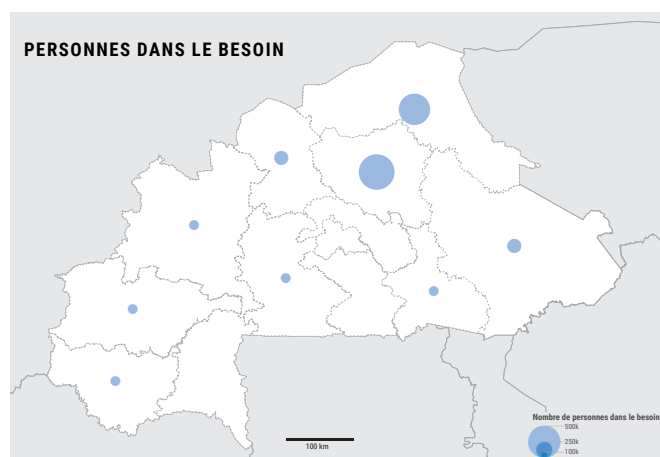 PERSONNES DANS LE BESOIN
100 km
Nombre de personnes dans le besoin
500k
250k
100k